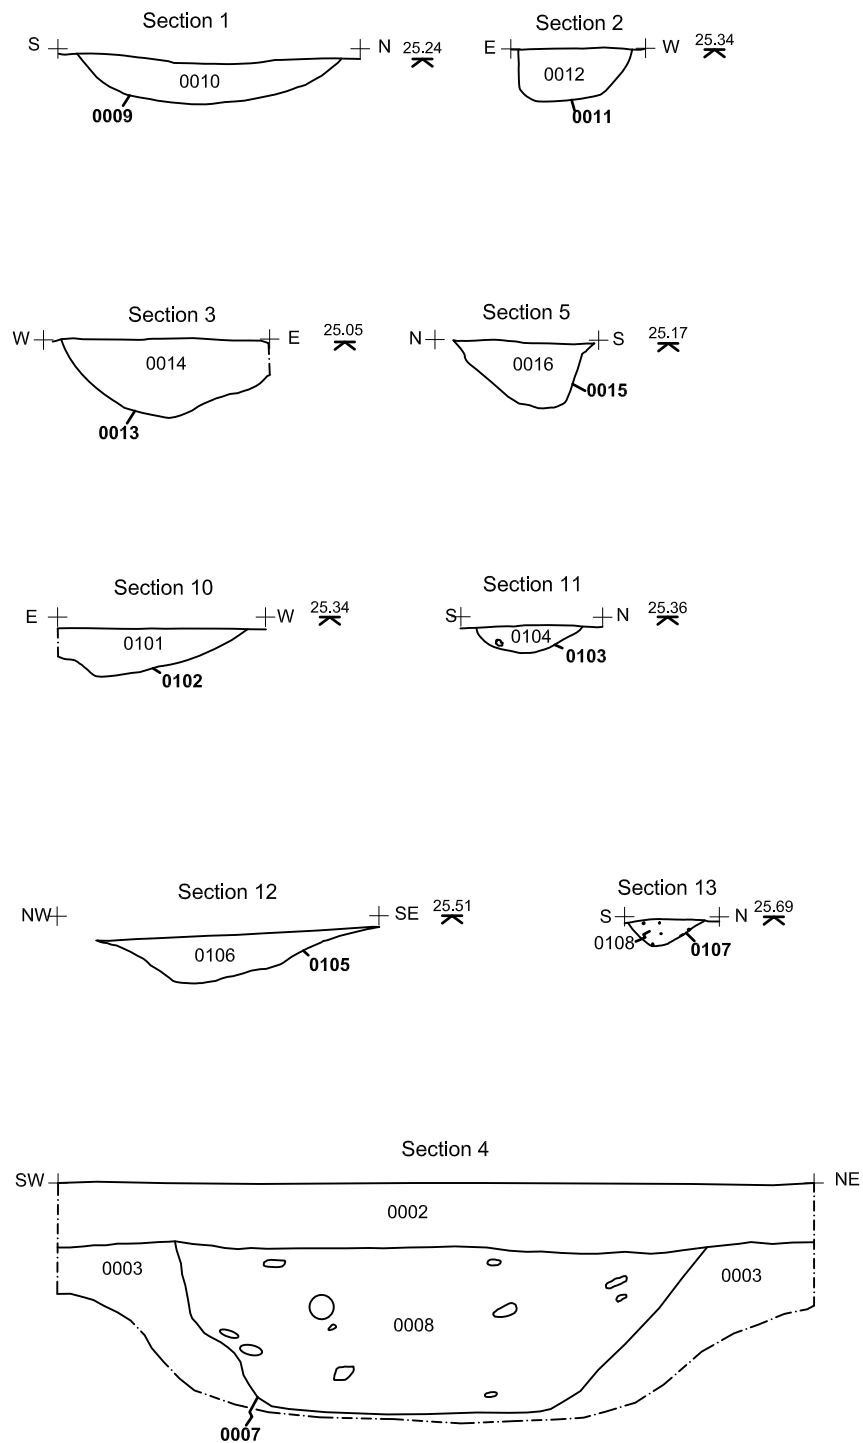 Section 1
S N 25.24
0010
0009
Section 2
E W 25.34
0012
0011
Section 3
W E 25.05
0014
0013
Section 5
N S 25.17
0016
0015
Section 10
E W 25.34
0101
0102
Section 11
S N 25.36
0104
0103
Section 12
NW SE 25.51
0106
0105
Section 13
S N 25.69
0108 0107
Section 4
SW NE
0002
0003 0003
0008
0007